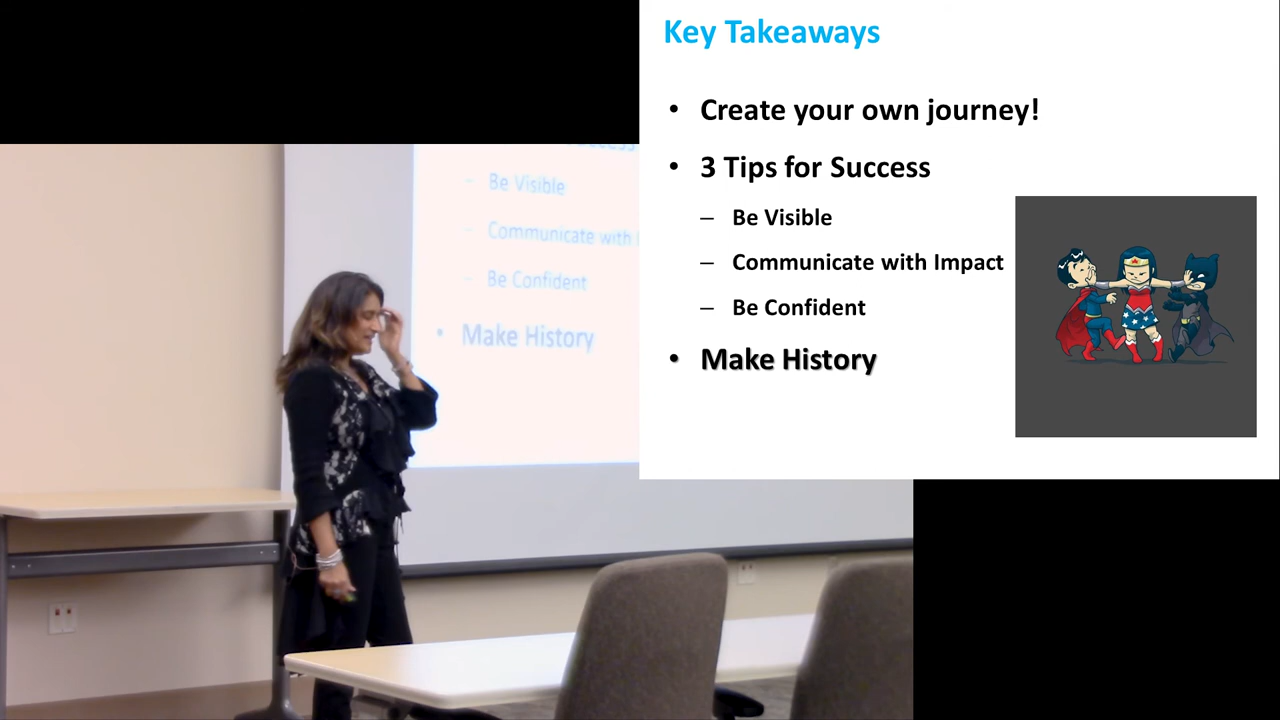 Key Takeaways
• Create your own journey!
• 3 Tips for Success
– Be Visible
– Communicate with Impact
– Be Confident
• Make History
- Be Visible
- Communicate with
- Be Confident
• Make History